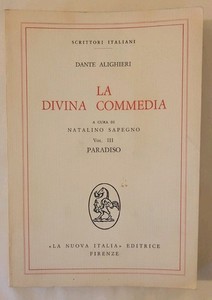 SCRITTORI ITALIANI
DANTE ALIGHIERI
LA
DIVINA COMMEDIA
A CURA DI
NATALINO SAPEGNO
VOL. III
PARADISO
«LA NUOVA ITALIA» EDITRICE
FIRENZE